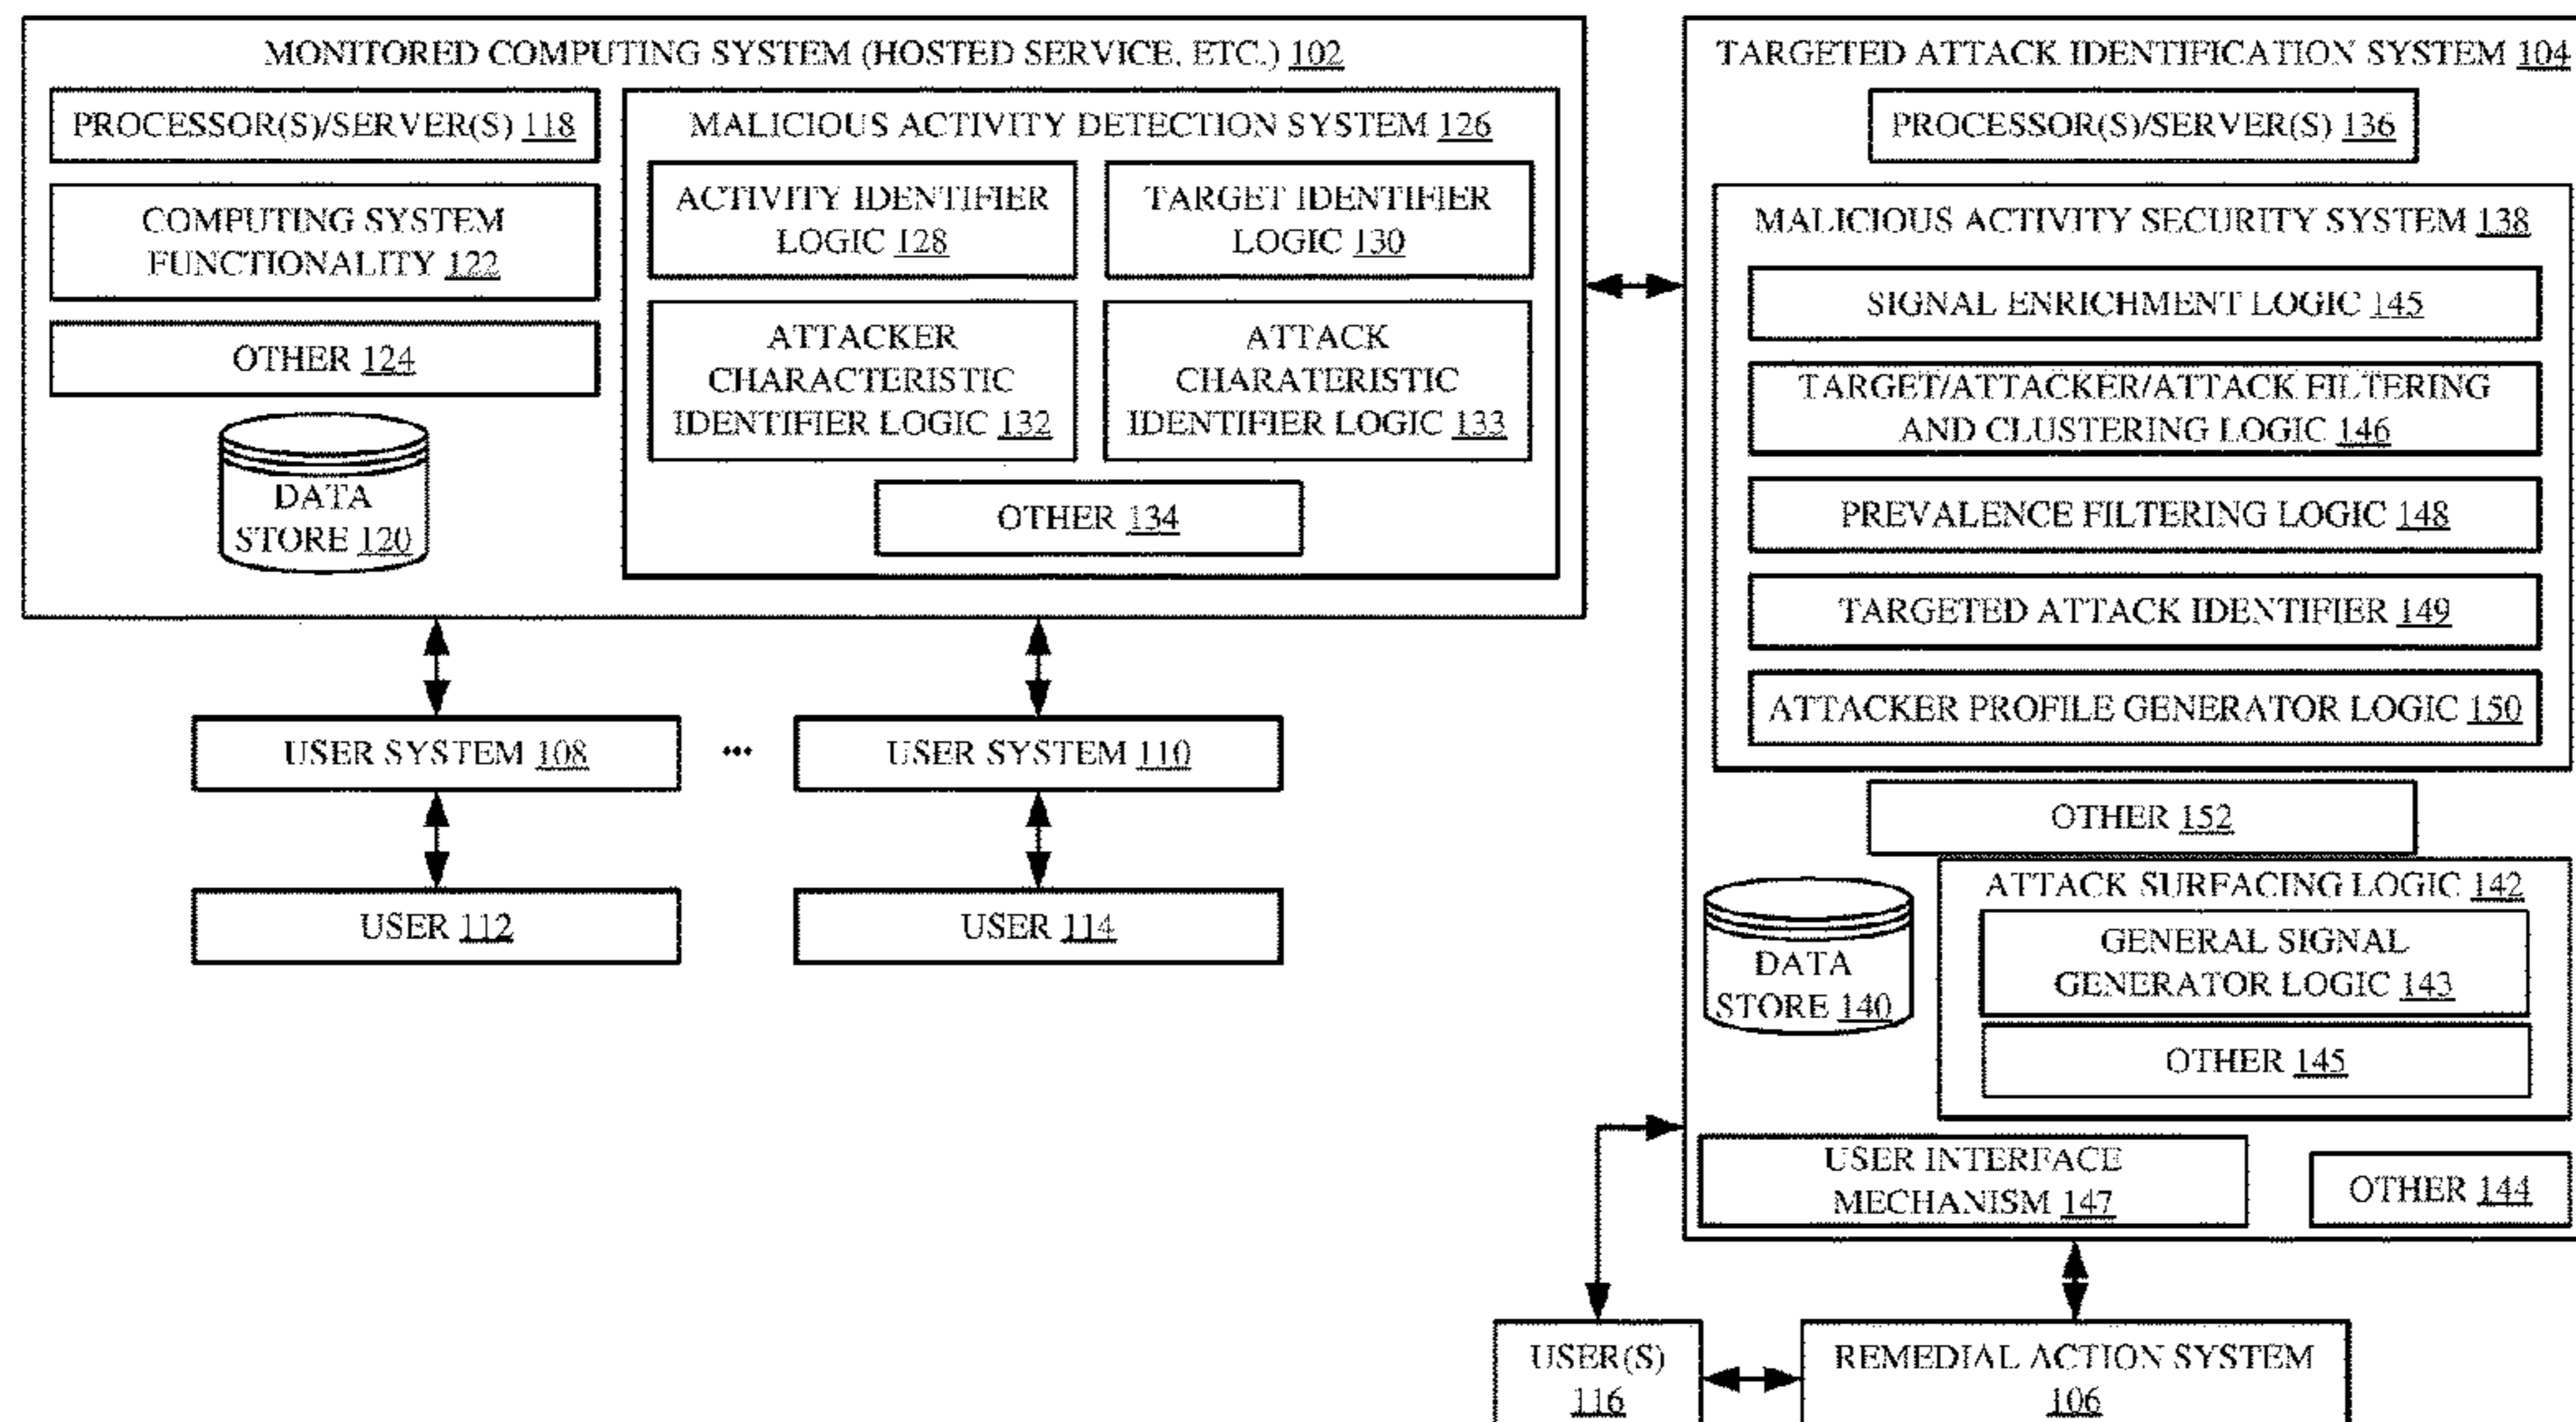 MONITORED COMPUTING SYSTEM (HOSTED SERVICE, ETC.) 102
PROCESSOR(S)/SERVER(S) 118
COMPUTING SYSTEM
FUNCTIONALITY 122
OTHER 124
DATA
STORE 120
MALICIOUS ACTIVITY DETECTION SYSTEM 126
ACTIVITY IDENTIFIER
LOGIC 128
TARGET IDENTIFIER
LOGIC 130
ATTACKER
CHARACTERISTIC
IDENTIFIER LOGIC 132
ATTACK
CHARATERISTIC
IDENTIFIER LOGIC 133
OTHER 134
USER SYSTEM 108
...
USER SYSTEM 110
USER 112
USER 114
TARGETED ATTACK IDENTIFICATION SYSTEM 104
PROCESSOR(S)/SERVER(S) 136
MALICIOUS ACTIVITY SECURITY SYSTEM 138
SIGNAL ENRICHMENT LOGIC 145
TARGET/ATTACKER/ATTACK FILTERING
AND CLUSTERING LOGIC 146
PREVALENCE FILTERING LOGIC 148
TARGETED ATTACK IDENTIFIER 149
ATTACKER PROFILE GENERATOR LOGIC 150
OTHER 152
DATA
STORE 140
ATTACK SURFACING LOGIC 142
GENERAL SIGNAL
GENERATOR LOGIC 143
OTHER 145
USER INTERFACE
MECHANISM 147
OTHER 144
USER(S)
116
REMEDIAL ACTION SYSTEM
106